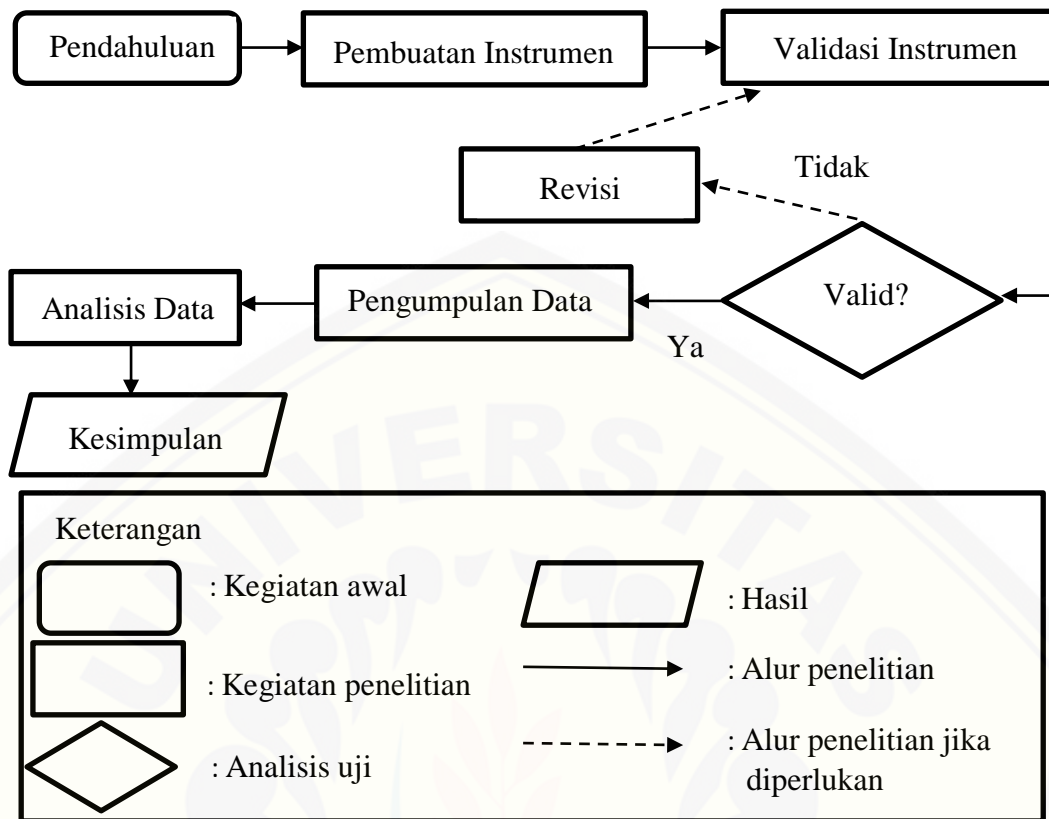 Pendahuluan
Pembuatan Instrumen
Validasi Instrumen
Revisi
Tidak
Analisis Data
Pengumpulan Data
Valid?
Ya
Kesimpulan
Keterangan
: Kegiatan awal
: Hasil
: Kegiatan penelitian
: Alur penelitian
: Analisis uji
: Alur penelitian jika
diperlukan
UNIVERSITAS